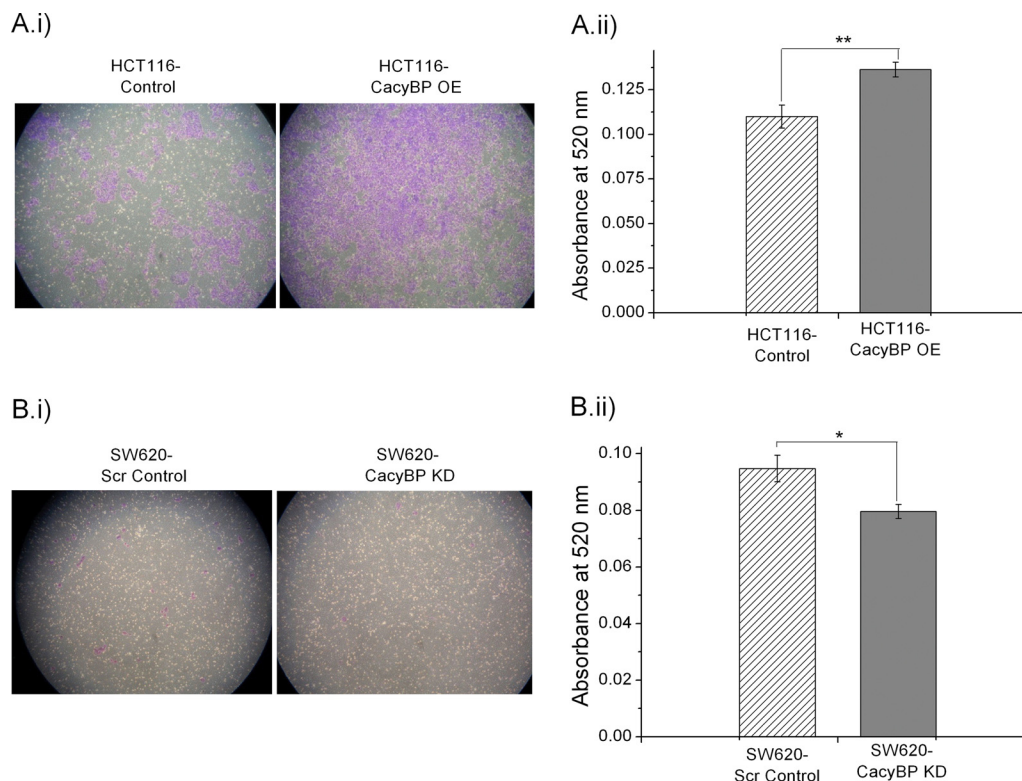 A.i)
HCT116-
Control
HCT116-
CacyBP OE
A.ii)
**
Absorbance at 520 nm
0.125
0.100
0.075
0.050
0.025
0.000
HCT116-
Control
HCT116-
CacyBP OE
B.i)
SW620-
Scr Control
SW620-
CacyBP KD
B.ii)
*
Absorbance at 520 nm
0.10
0.08
0.06
0.04
0.02
0.00
SW620-
Scr Control
SW620-
CacyBP KD